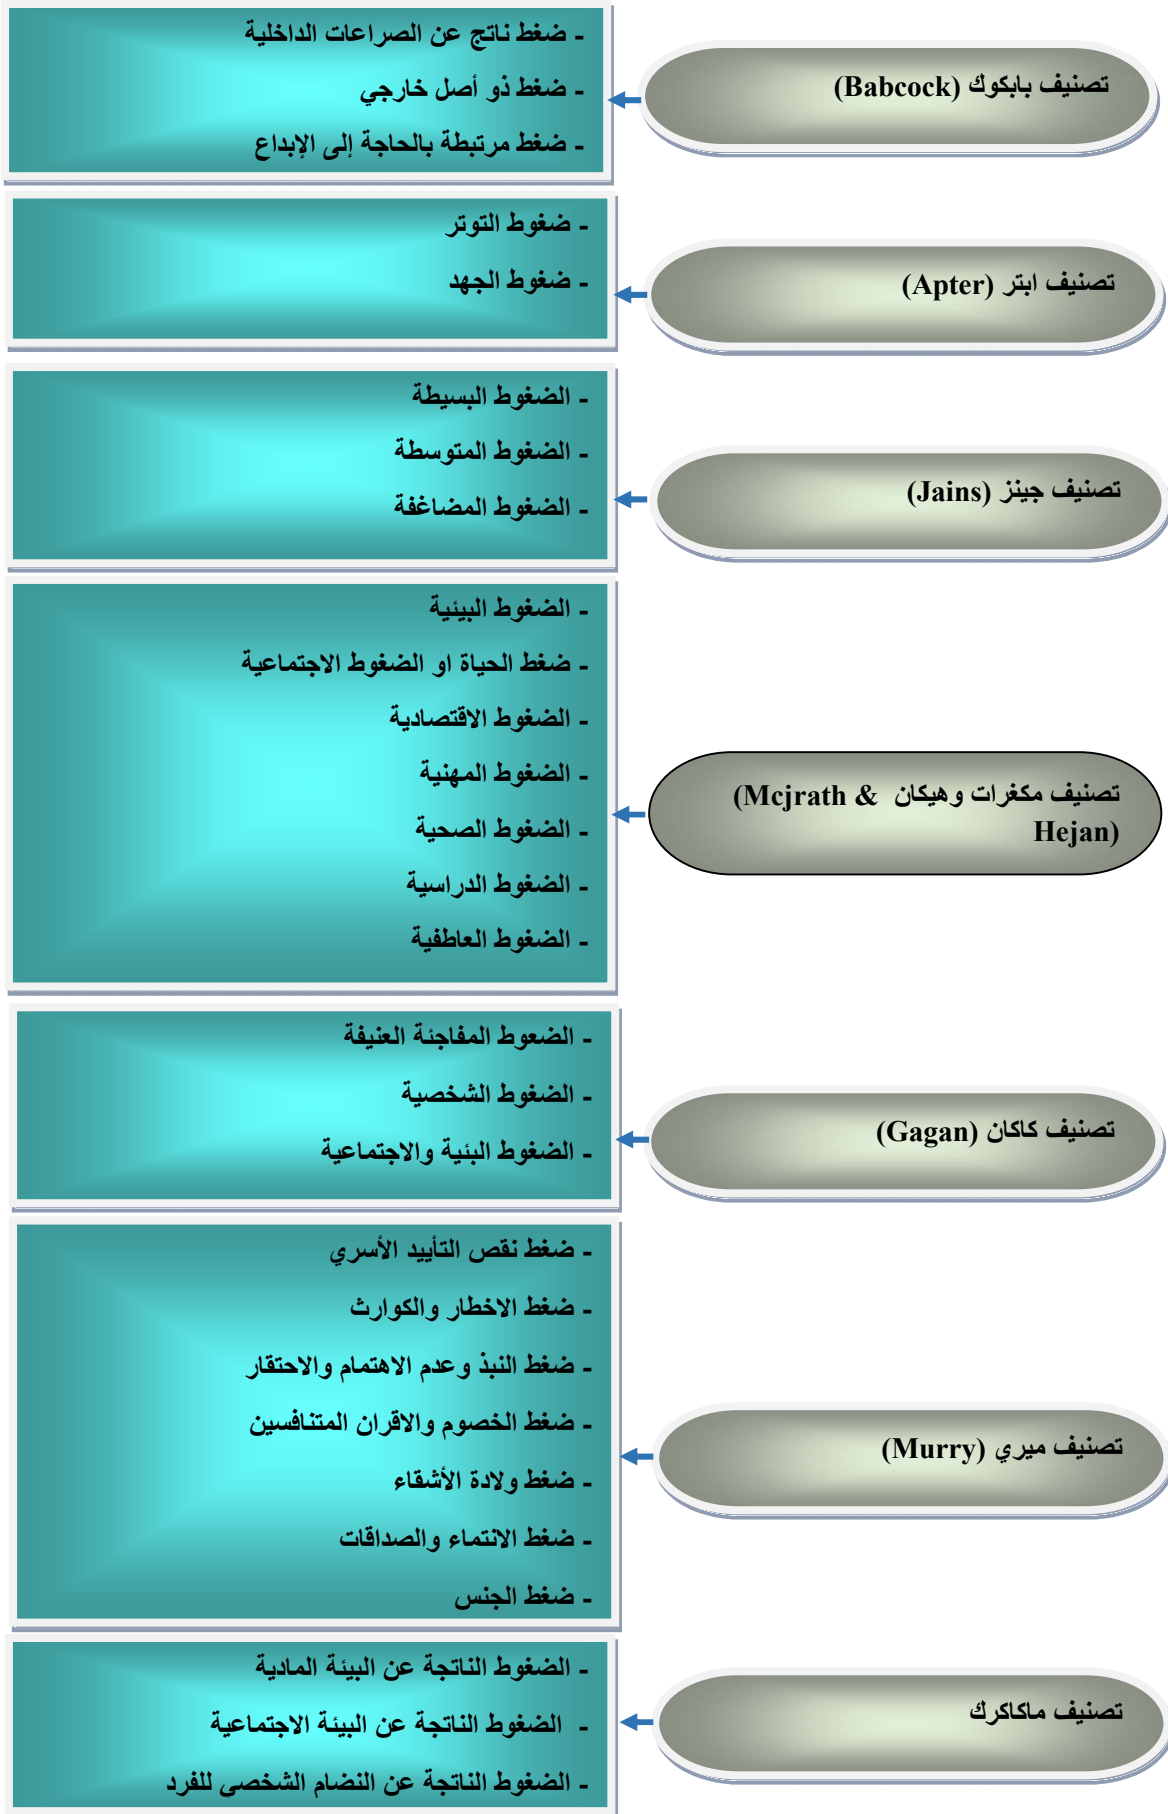 تصنيف بابكوك (Babcock)
- ضغط ناتج عن الصراعات الداخلية
- ضغط ذو أصل خارجي
- ضغط مرتبطة بالحاجة إلى الإبداع
تصنيف ابتر (Apter)
- ضغوط التوتر
- ضغوط الجهد
تصنيف جينز (Jains)
- الضغوط البسيطة
- الضغوط المتوسطة
- الضغوط المضاغفة
تصنيف مكغرات وهيكان (Mcjrath &
Hejan)
- الضغوط البيئية
- ضغط الحياة او الضغوط الاجتماعية
- الضغوط الاقتصادية
- الضغوط المهنية
- الضغوط الصحية
- الضغوط الدراسية
- الضغوط العاطفية
تصنيف كاكان (Gagan)
- الضعوط المفاجئة العنيفة
- الضغوط الشخصية
- الضغوط البئية والاجتماعية
تصنيف ميري (Murry)
- ضغط نقص التأييد الأسري
- ضغط الاخطار والكوارث
- ضغط النبذ وعدم الاهتمام والاحتقار
- ضغط الخصوم والاقران المتنافسين
- ضغط ولادة الأشقاء
- ضغط الانتماء والصداقات
- ضغط الجنس
تصنيف ماكاكرك
- الضغوط الناتجة عن البيئة المادية
- الضغوط الناتجة عن البيئة الاجتماعية
- الضغوط الناتجة عن النضام الشخصى للفرد